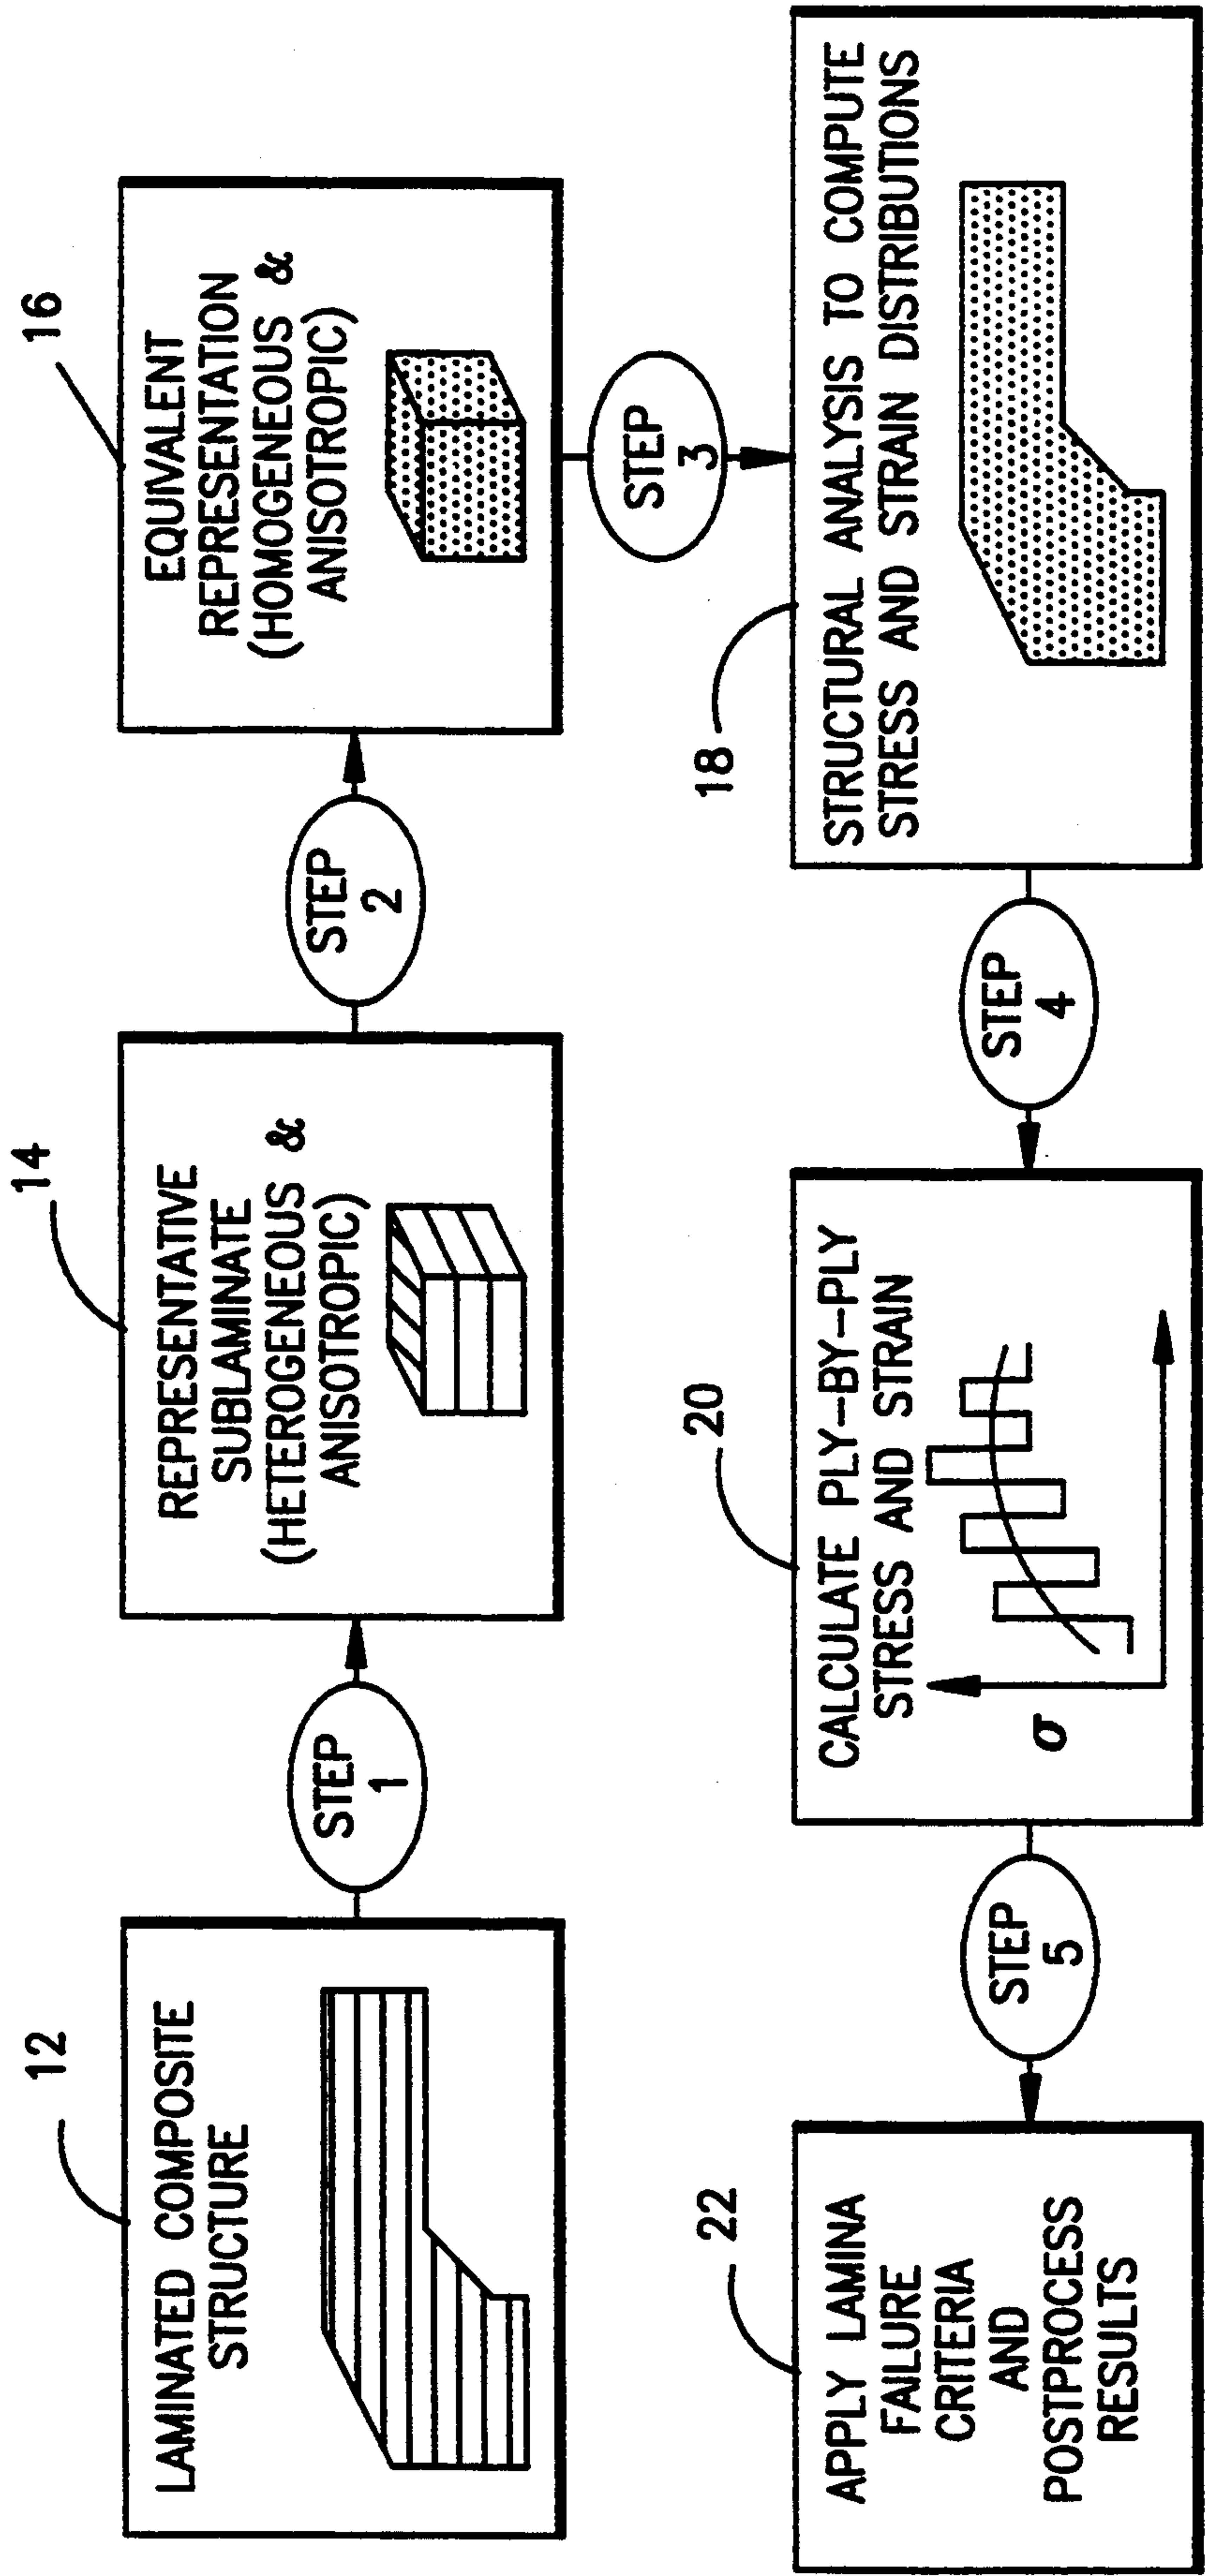 12
LAMINATED COMPOSITE
STRUCTURE
STEP
1
14
REPRESENTATIVE
SUBLAMINATE
(HETEROGENEOUS &
ANISOTROPIC)
STEP
2
16
EQUIVALENT
REPRESENTATION
(HOMOGENEOUS &
ANISOTROPIC)
STEP
3
18
STRUCTURAL ANALYSIS TO COMPUTE
STRESS AND STRAIN DISTRIBUTIONS
STEP
4
20
CALCULATE PLY-BY-PLY
STRESS AND STRAIN
σ
STEP
5
22
APPLY LAMINA
FAILURE
CRITERIA
AND
POSTPROCESS
RESULTS